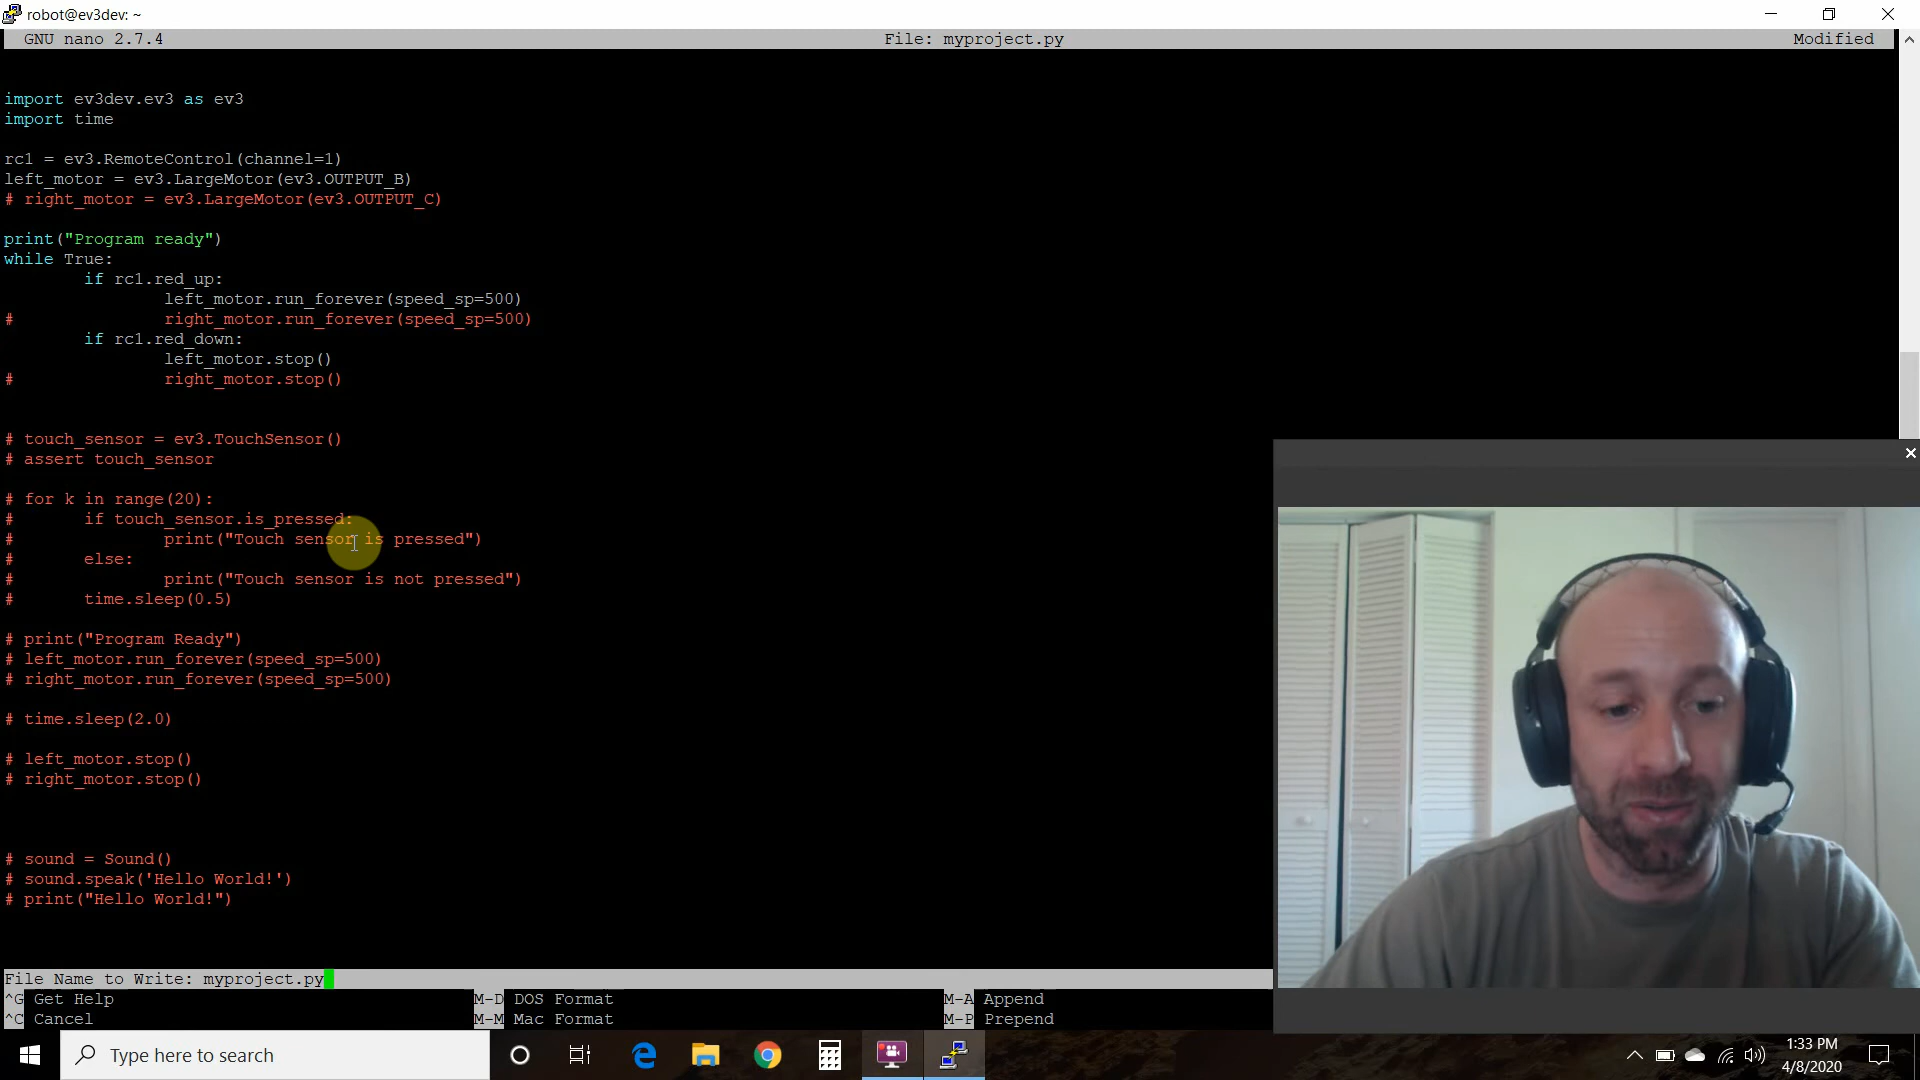 robot@ev3dev: ~
GNU nano 2.7.4 File: myproject.py Modified
import ev3dev.ev3 as ev3
import time
rc1 = ev3.RemoteControl(channel=1)
left_motor = ev3.LargeMotor(ev3.OUTPUT_B)
# right_motor = ev3.LargeMotor(ev3.OUTPUT_C)
print("Program ready")
while True:
if rc1.red_up:
left_motor.run_forever(speed_sp=500)
# right_motor.run_forever(speed_sp=500)
if rc1.red_down:
left_motor.stop()
# right_motor.stop()
# touch_sensor = ev3.TouchSensor()
# assert touch_sensor
# for k in range(20):
# if touch_sensor.is_pressed:
# print("Touch sensor is pressed")
# else:
# print("Touch sensor is not pressed")
# time.sleep(0.5)
# print("Program Ready")
# left_motor.run_forever(speed_sp=500)
# right_motor.run_forever(speed_sp=500)
# time.sleep(2.0)
# left_motor.stop()
# right_motor.stop()
# sound = Sound()
# sound.speak('Hello World!')
# print("Hello World!")
File Name to Write: myproject.py
^G Get Help M-D DOS Format M-A Append
^C Cancel M-M Mac Format M-P Prepend
Type here to search
1:33 PM
4/8/2020